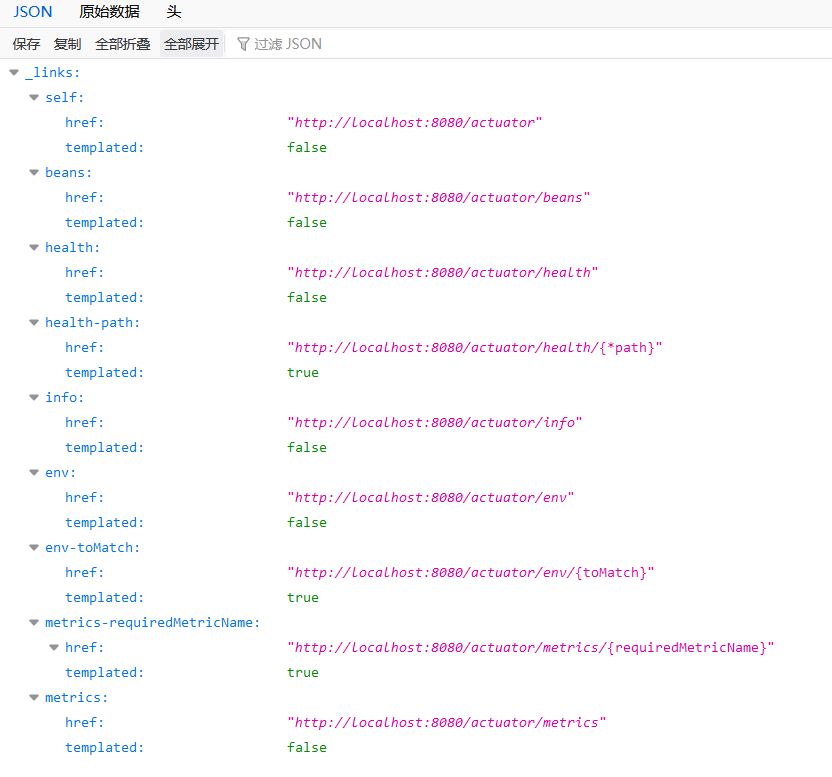 JSON 原始数据 头
保存 复制 全部折叠 全部展开 过滤 JSON
_links:
self:
href: "http://localhost:8080/actuator"
templated: false
beans:
href: "http://localhost:8080/actuator/beans"
templated: false
health:
href: "http://localhost:8080/actuator/health"
templated: false
health-path:
href: "http://localhost:8080/actuator/health/{*path}"
templated: true
info:
href: "http://localhost:8080/actuator/info"
templated: false
env:
href: "http://localhost:8080/actuator/env"
templated: false
env-toMatch:
href: "http://localhost:8080/actuator/env/{toMatch}"
templated: true
metrics-requiredMetricName:
href: "http://localhost:8080/actuator/metrics/{requiredMetricName}"
templated: true
metrics:
href: "http://localhost:8080/actuator/metrics"
templated: false